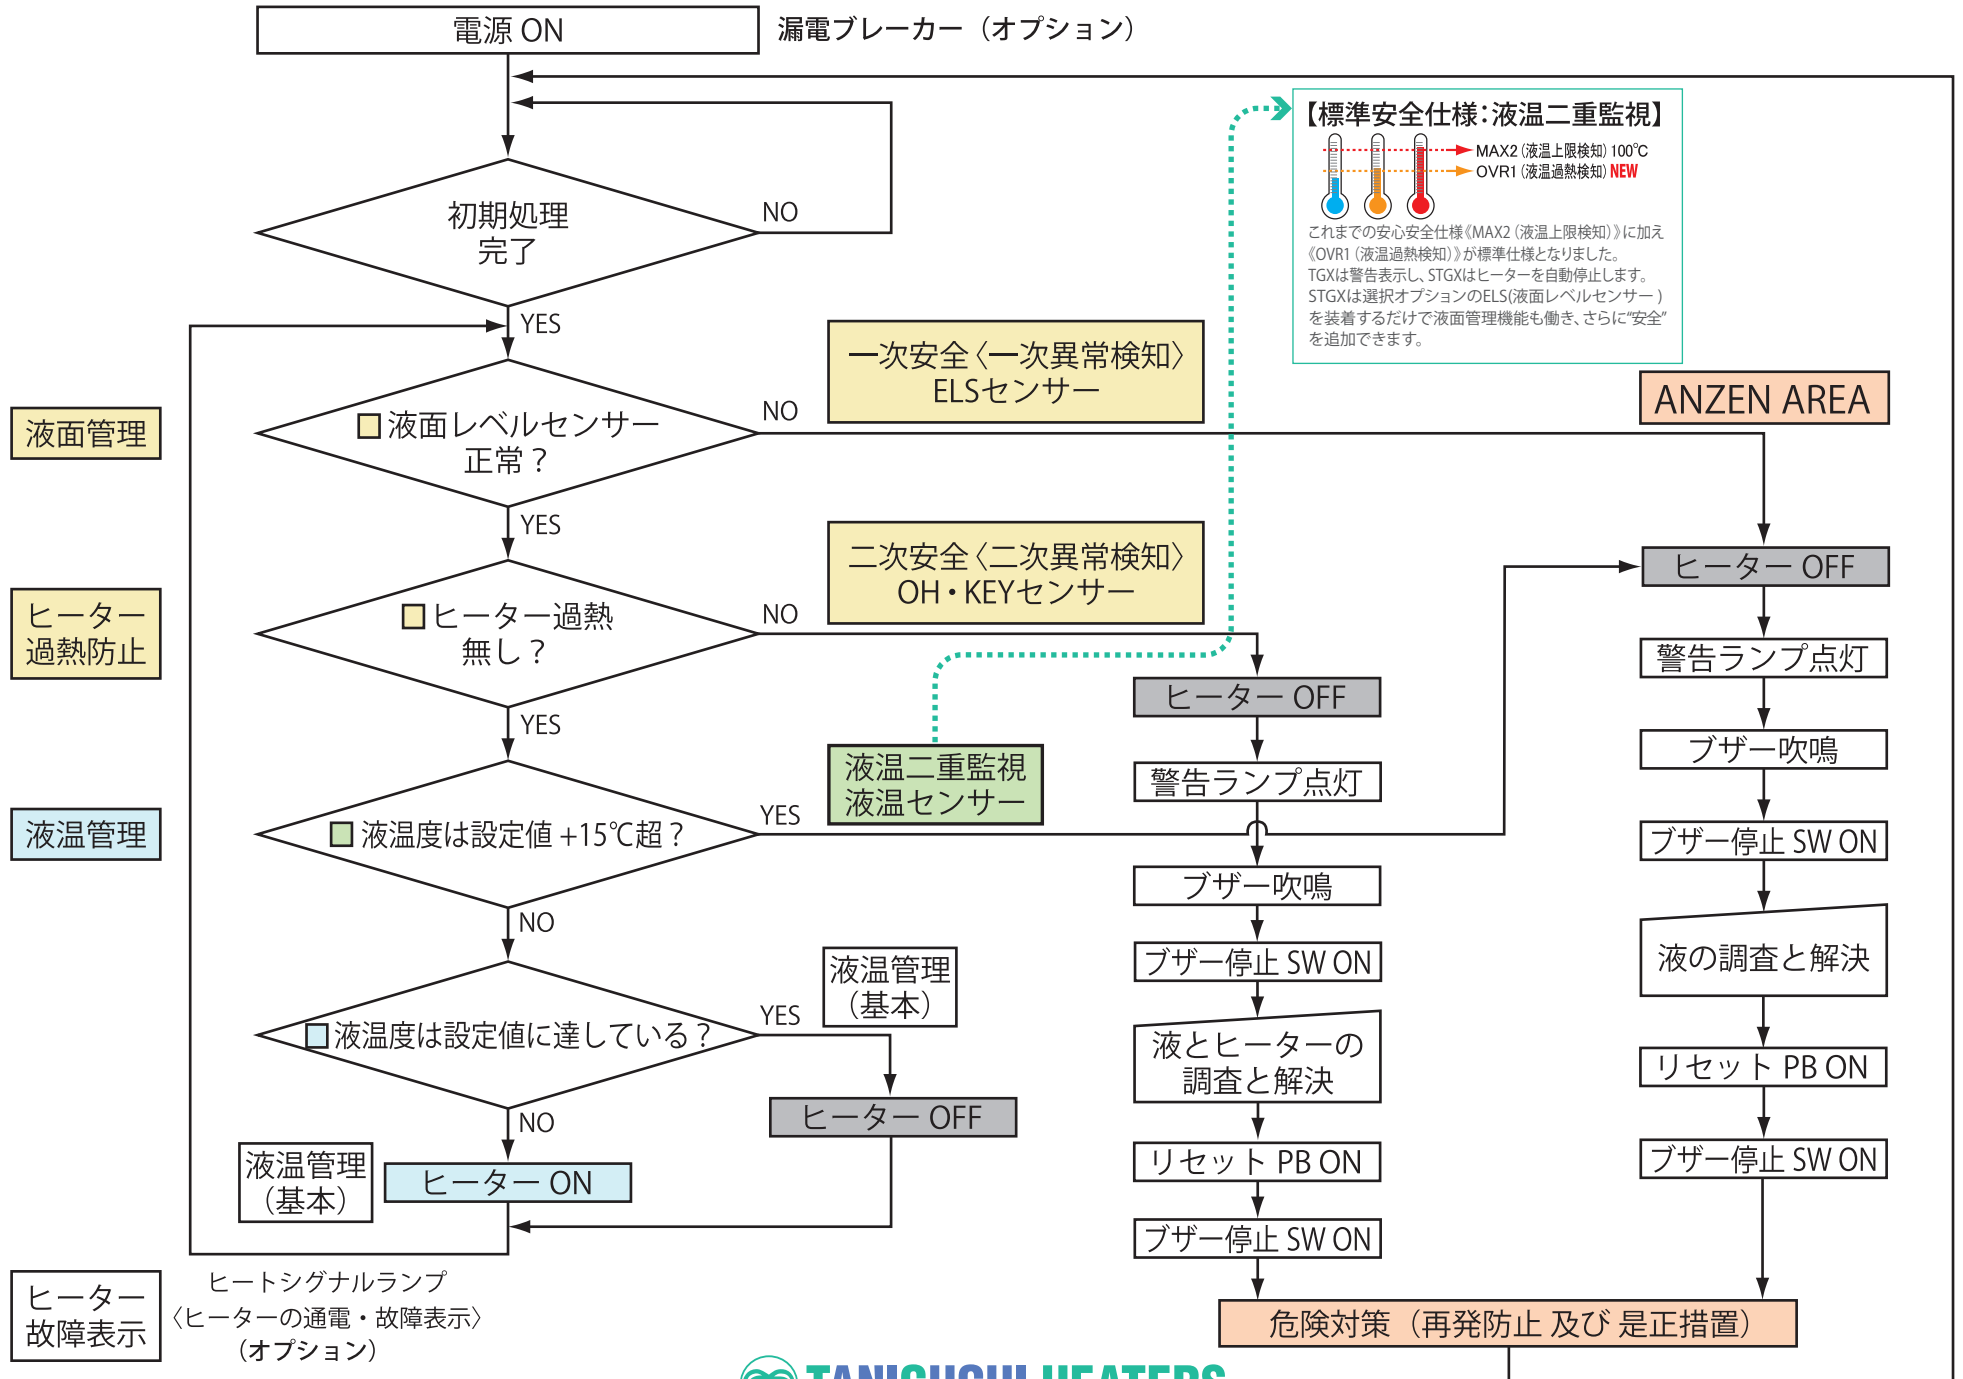 電源 ON
漏電ブレーカー（オプション）
初期処理
完了
NO
YES
【標準安全仕様：液温二重監視】
MAX2（液温上限検知）100℃
OVR1（液温過熱検知）NEW
これまでの安心安全仕様《MAX2（液温上限検知）》に加え
《OVR1（液温過熱検知）》が標準仕様となりました。
TGXは警告表示し、STGXはヒーターを自動停止します。
STGXは選択オプションのELS(液面レベルセンサー )
を装着するだけで液面管理機能も働き、さらに“安全”
を追加できます。
液面管理
液面レベルセンサー
正常？
NO
YES
一次安全〈一次異常検知〉
ELSセンサー
ANZEN AREA
ヒーター
過熱防止
ヒーター過熱
無し？
NO
YES
二次安全〈二次異常検知〉
OH・KEYセンサー
液温管理
液温度は設定値 +15℃超？
YES
NO
液温二重監視
液温センサー
液温度は設定値に達している？
YES
NO
液温管理
（基本）
ヒーター OFF
液温管理
（基本）
ヒーター ON
ヒーター OFF
警告ランプ点灯
ブザー吹鳴
ブザー停止 SW ON
液とヒーターの
調査と解決
リセット PB ON
ブザー停止 SW ON
ヒーター OFF
警告ランプ点灯
ブザー吹鳴
ブザー停止 SW ON
液の調査と解決
リセット PB ON
ブザー停止 SW ON
ヒーター
故障表示
ヒートシグナルランプ
〈ヒーターの通電・故障表示〉
（オプション）
危険対策（再発防止 及び 是正措置）
TANIGUCHI HEATERS